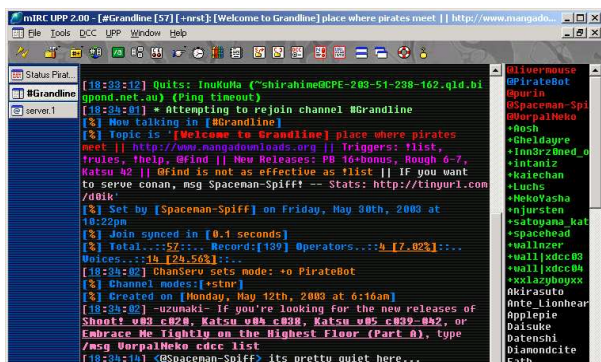 mIRC UPP 2.00 - [#Grandline [57] [+nrst]: [Welcome to Grandline] place where pirates meet || http://www.mangado...
File Tools DCC UPP Window Help
Status Pirat...
#Grandline
server.1
[18:33:12] Quits: InuKuMa (~shirahime@CPE-203-51-238-162.qld.bi
gpond.net.au) (Ping timeout)
[18:34:01] * Attempting to rejoin channel #Grandline
[%] Now talking in [#Grandline]
[%] Topic is '[Welcome to Grandline] place where pirates
meet || http://www.mangadownloads.org || Triggers: !list,
!rules, !help, @find || New Releases: PB 16+bonus, Rough 6-7,
Katsu 42 || @find is not as effective as !list || If you want
to serve conan, msg Spaceman-Spiff! -- Stats: http://tinyurl.com
/d0ik'
[%] Set by [Spaceman-Spiff] on Friday, May 30th, 2003 at
10:22pm
[%] Join synced in [0.1 seconds]
[%] Total..::57::.. Record:[139] Operators..::4 [7.02%]::..
Voices..::14 [24.56%]::..
[18:34:02] ChanServ sets mode: +o PirateBot
[%] Channel modes:[+stnr]
[%] Created on [Monday, May 12th, 2003 at 6:16am]
[18:34:02] -uzumaki- If you're looking for the new releases of
Shoot! v03 c020, Katsu v04 c038, Katsu v05 c039-042, or
Embrace Me Tightly on the Highest Floor (Part A), type
/msg VorpalNeko cdcc list
[18:34:14] <@Spaceman-Spiff> its pretty quiet here...
@livermouse
@PirateBot
@purin
@Spaceman-Spi
@VorpalNeko
+Aosh
+Gheldayre
+Inn3rz0ned_o
+intaniz
+kaiechan
+Luchs
+NekoYasha
+njursten
+satoyama_kat
+spacehead
+wallnzer
+wall|xdcc03
+wall|xdcc04
+xxlazyboyxx
Akirasuto
Ante_Lionhear
Applepie
Daisuke
Datenshi
Diamondcite